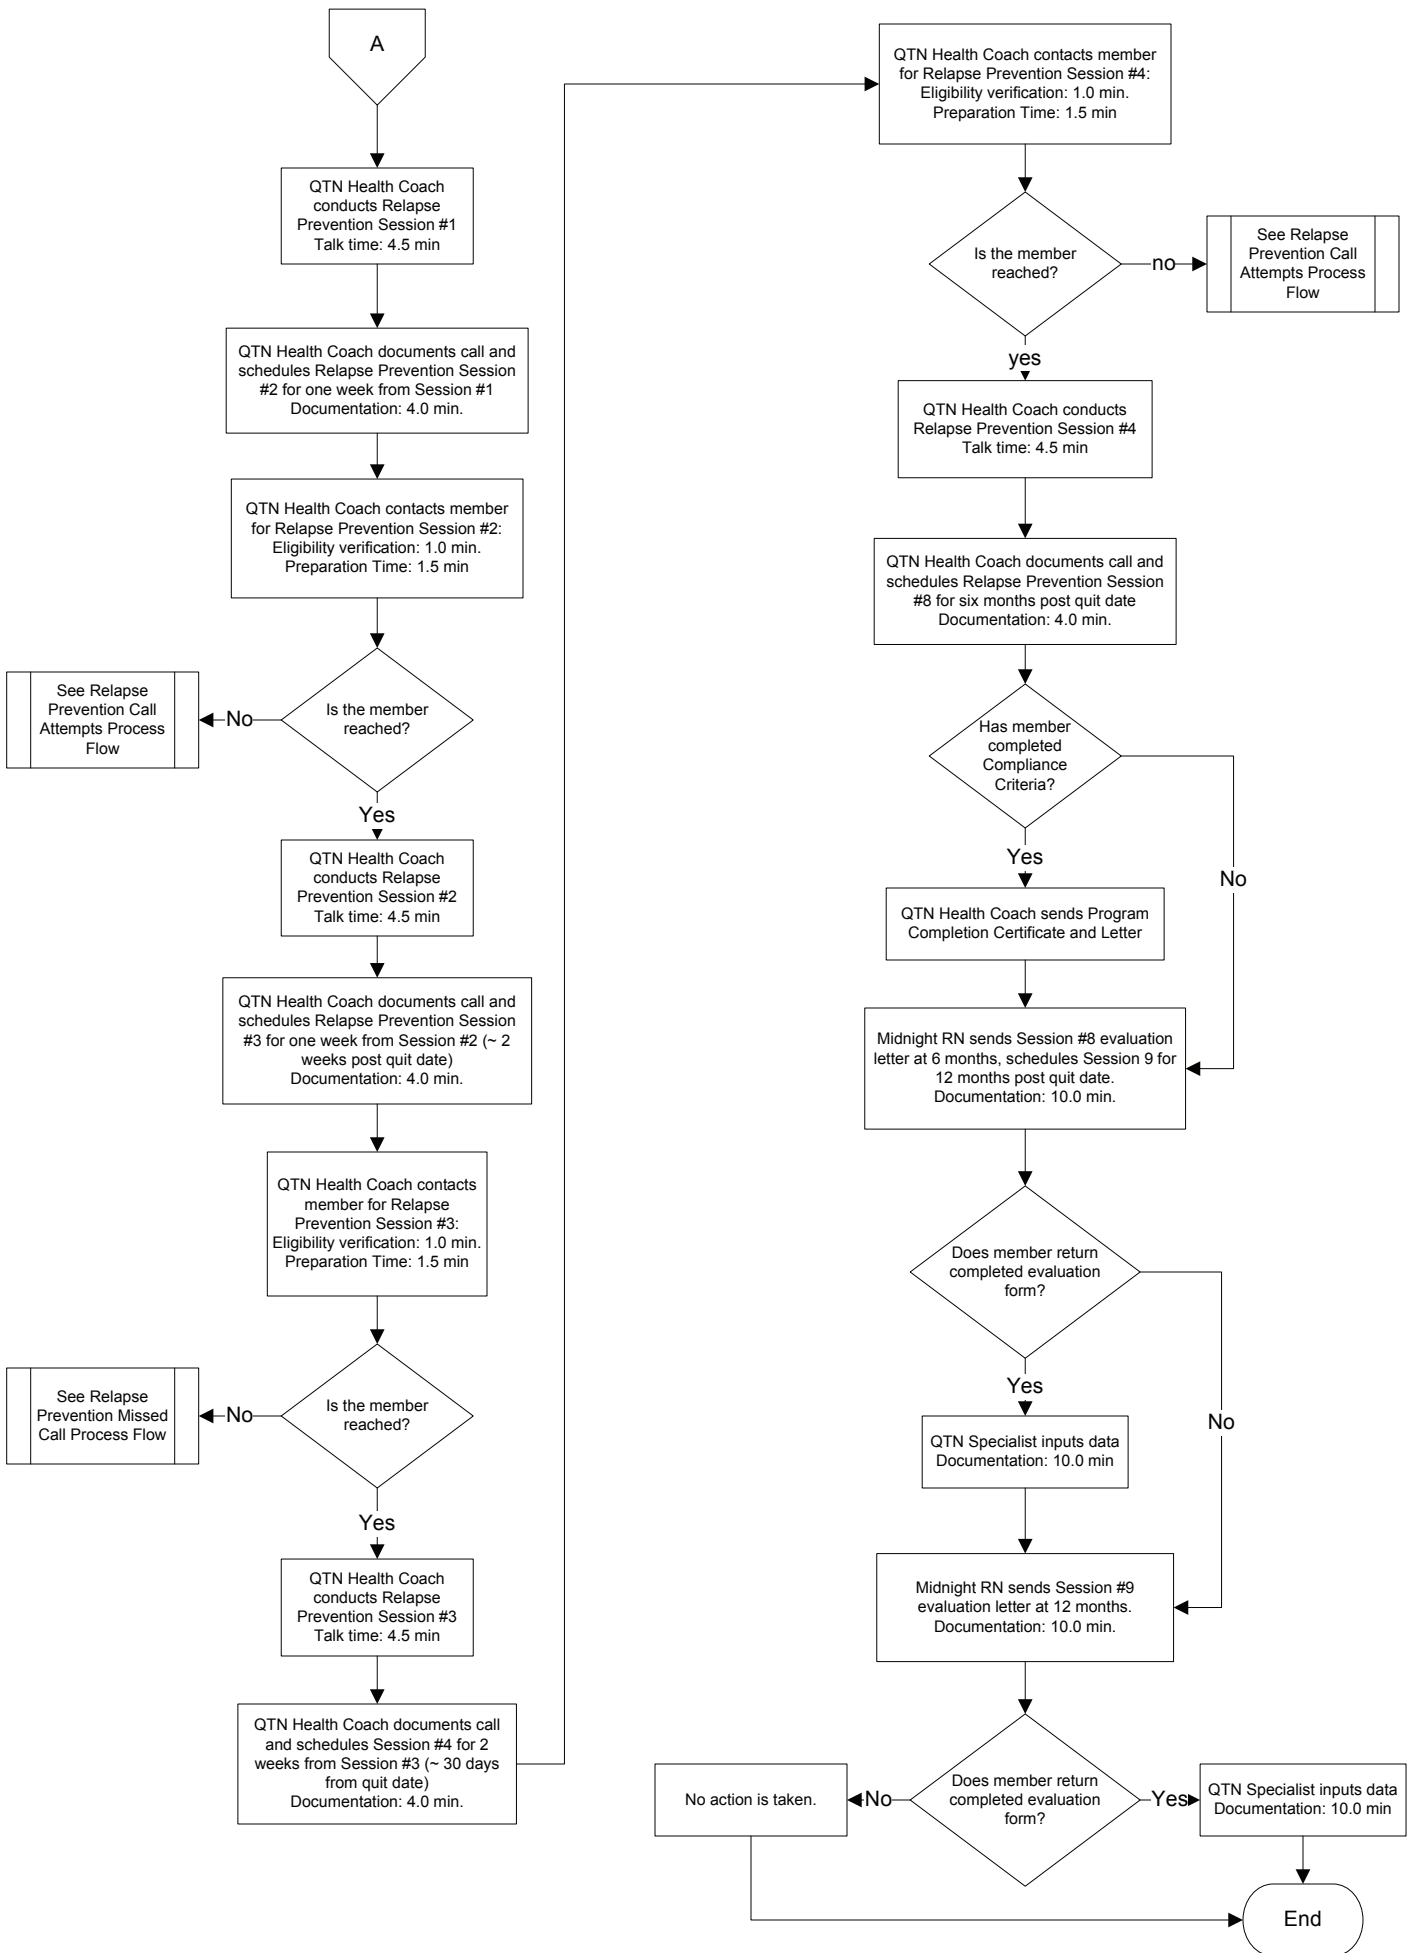 A
QTN Health Coach
conducts Relapse
Prevention Session #1
Talk time: 4.5 min
QTN Health Coach documents call and
schedules Relapse Prevention Session
#2 for one week from Session #1
Documentation: 4.0 min.
QTN Health Coach contacts member
for Relapse Prevention Session #2:
Eligibility verification: 1.0 min.
Preparation Time: 1.5 min
Is the member
reached?
No
See Relapse
Prevention Call
Attempts Process
Flow
Yes
QTN Health Coach
conducts Relapse
Prevention Session #2
Talk time: 4.5 min
QTN Health Coach documents call and
schedules Relapse Prevention Session
#3 for one week from Session #2 (~ 2
weeks post quit date)
Documentation: 4.0 min.
QTN Health Coach contacts
member for Relapse
Prevention Session #3:
Eligibility verification: 1.0 min.
Preparation Time: 1.5 min
Is the member
reached?
No
See Relapse
Prevention Missed
Call Process Flow
Yes
QTN Health Coach
conducts Relapse
Prevention Session #3
Talk time: 4.5 min
QTN Health Coach documents call
and schedules Session #4 for 2
weeks from Session #3 (~ 30 days
from quit date)
Documentation: 4.0 min.
QTN Health Coach contacts member
for Relapse Prevention Session #4:
Eligibility verification: 1.0 min.
Preparation Time: 1.5 min
Is the member
reached?
no
See Relapse
Prevention Call
Attempts Process
Flow
yes
QTN Health Coach conducts
Relapse Prevention Session #4
Talk time: 4.5 min
QTN Health Coach documents call and
schedules Relapse Prevention Session
#8 for six months post quit date
Documentation: 4.0 min.
Has member
completed
Compliance
Criteria?
Yes
No
QTN Health Coach sends Program
Completion Certificate and Letter
Midnight RN sends Session #8 evaluation
letter at 6 months, schedules Session 9 for
12 months post quit date.
Documentation: 10.0 min.
Does member return
completed evaluation
form?
Yes
No
QTN Specialist inputs data
Documentation: 10.0 min
Midnight RN sends Session #9
evaluation letter at 12 months.
Documentation: 10.0 min.
Does member return
completed evaluation
form?
No
No action is taken.
Yes
QTN Specialist inputs data
Documentation: 10.0 min
End